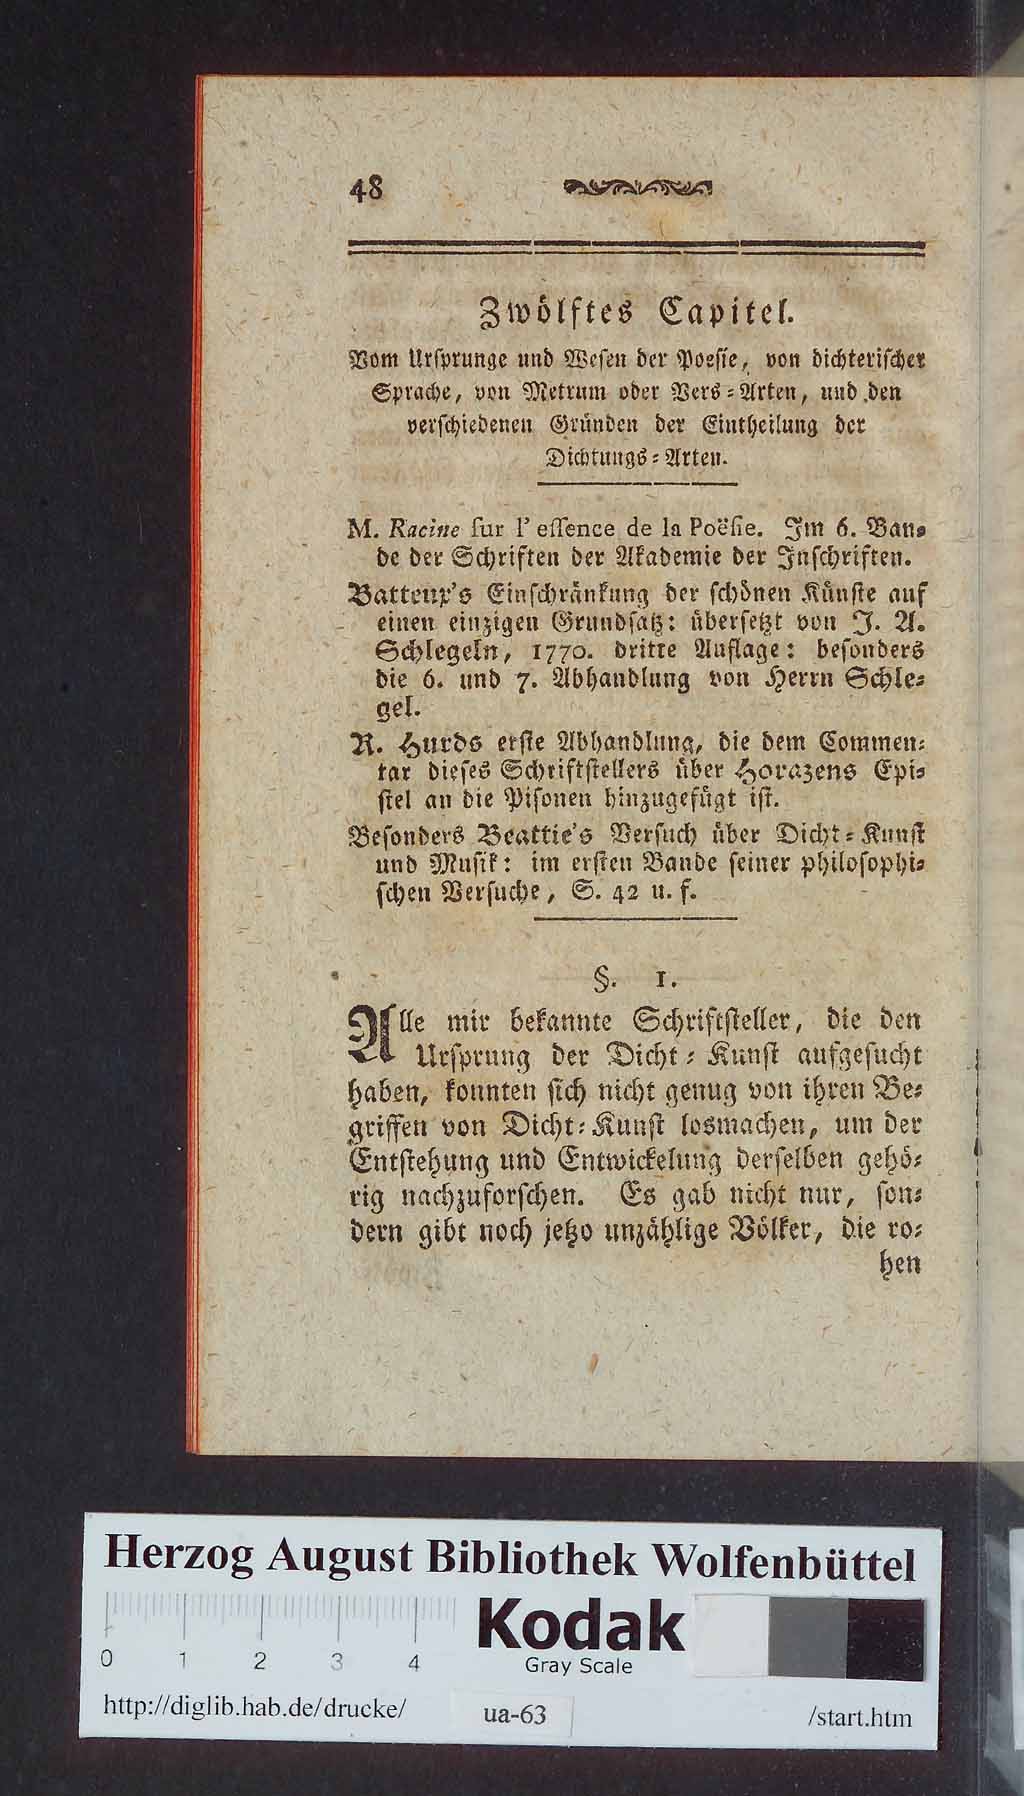 48
Zwölftes Capitel.
Vom Ursprunge und Wesen der Poesie, von dichterischer
Sprache, von Metrum oder Vers-Arten, und den
verschiedenen Gründen der Eintheilung der
Dichtungs-Arten.
M. Racine sur l' essence de la Poësie. Im 6. Ban-
de der Schriften der Akademie der Inschriften.
Batteux's Einschränkung der schönen Künste auf
einen einzigen Grundsatz: übersetzt von J. A.
Schlegeln, 1770. dritte Auflage: besonders
die 6. und 7. Abhandlung von Herrn Schle-
gel.
R. Hurds erste Abhandlung, die dem Commen-
tar dieses Schriftstellers über Horazens Epi-
stel an die Pisonen hinzugefügt ist.
Besonders Beattie's Versuch über Dicht-Kunst
und Musik: im ersten Bande seiner philosophi-
schen Versuche, S. 42 u. f.
§. 1.
Alle mir bekannte Schriftsteller, die den
Ursprung der Dicht-Kunst aufgesucht
haben, konnten sich nicht genug von ihren Be-
griffen von Dicht-Kunst losmachen, um der
Entstehung und Entwickelung derselben gehö-
rig nachzuforschen. Es gab nicht nur, son-
dern gibt noch jetzo unzählige Völker, die ro-
hen
Herzog August Bibliothek Wolfenbüttel
0 1 2 3 4
Kodak
Gray Scale
http://diglib.hab.de/drucke/ ua-63 /start.htm